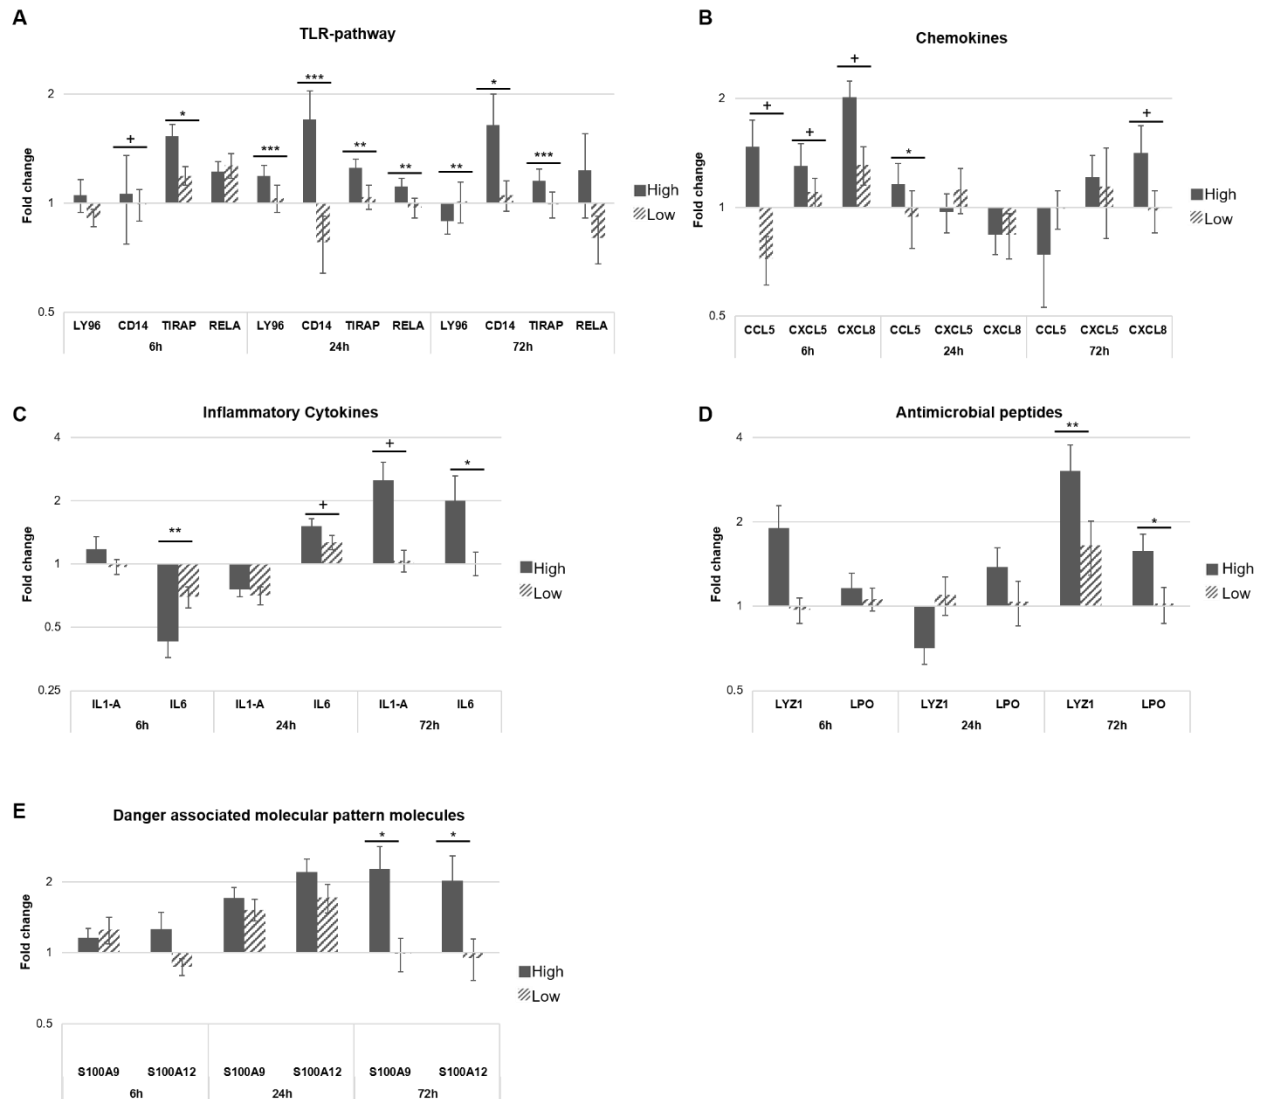 A
TLR-pathway
+
*
***
***
**
**
**
*
***
Fold change
2
1
0.5
High
Low
LY96 CD14 TIRAP RELA LY96 CD14 TIRAP RELA LY96 CD14 TIRAP RELA
6h 24h 72h
B
Chemokines
+
+
+
*
+
Fold change
2
1
0.5
High
Low
CCL5 CXCL5 CXCL8 CCL5 CXCL5 CXCL8 CCL5 CXCL5 CXCL8
6h 24h 72h
C
Inflammatory Cytokines
**
+
+
*
Fold change
4
2
1
0.5
0.25
High
Low
IL1-A IL6 IL1-A IL6 IL1-A IL6
6h 24h 72h
D
Antimicrobial peptides
**
*
Fold change
4
2
1
0.5
High
Low
LYZ1 LPO LYZ1 LPO LYZ1 LPO
6h 24h 72h
E
Danger associated molecular pattern molecules
*
*
Fold change
2
1
0.5
High
Low
S100A9 S100A12 S100A9 S100A12 S100A9 S100A12
6h 24h 72h